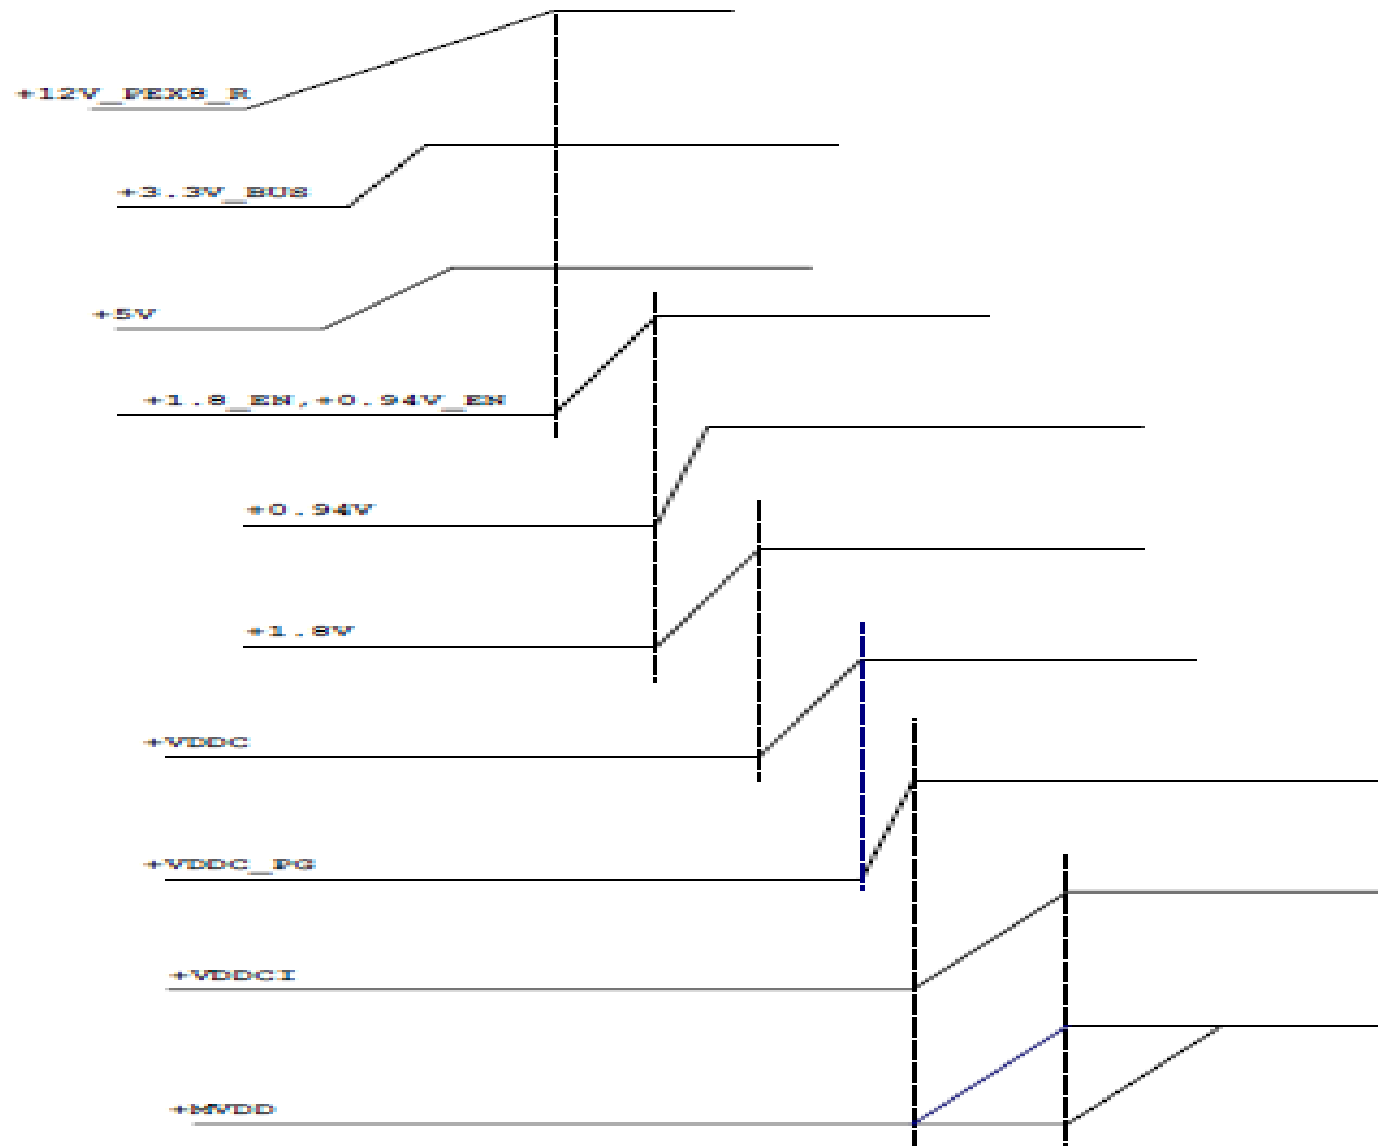 +12V_PEX8_R
+3.3V_BUS
+5V
+1.8_EN,+0.94V_EN
+0.94V
+1.8V
+VDDC
+VDDC_PG
+VDDCI
+MVDD